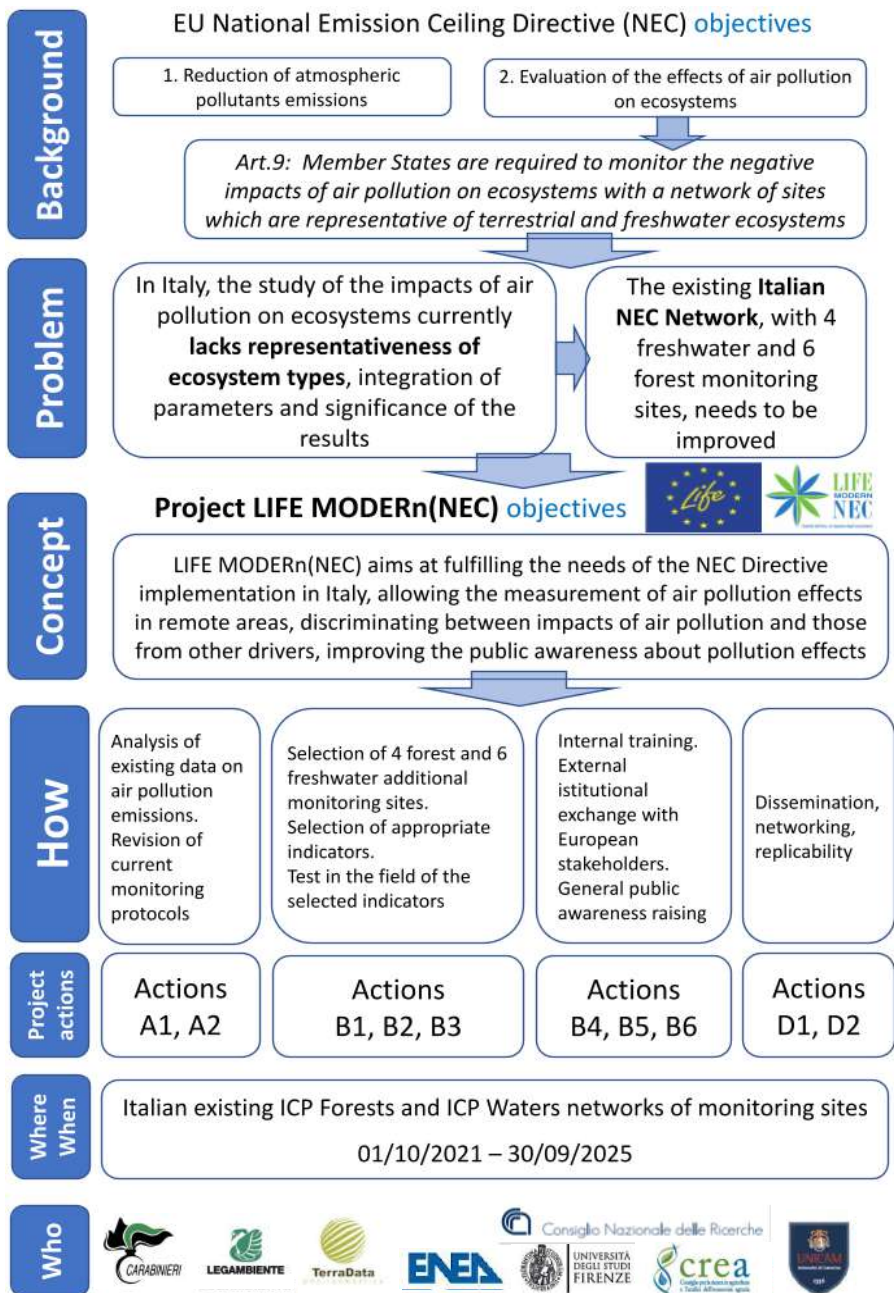 EU National Emission Ceiling Directive (NEC) objectives
Background
1. Reduction of atmospheric
pollutants emissions
2. Evaluation of the effects of air pollution
on ecosystems
Art.9: Member States are required to monitor the negative
impacts of air pollution on ecosystems with a network of sites
which are representative of terrestrial and freshwater ecosystems
Problem
In Italy, the study of the impacts of air
pollution on ecosystems currently
lacks representativeness of
ecosystem types, integration of
parameters and significance of the
results
The existing Italian
NEC Network, with 4
freshwater and 6
forest monitoring
sites, needs to be
improved
Project LIFE MODERn(NEC) objectives
Life
LIFE
MODERN
NEC
Concept
LIFE MODERn(NEC) aims at fulfilling the needs of the NEC Directive
implementation in Italy, allowing the measurement of air pollution effects
in remote areas, discriminating between impacts of air pollution and those
from other drivers, improving the public awareness about pollution effects
How
Analysis of
existing data on
air pollution
emissions.
Revision of
current
monitoring
protocols
Selection of 4 forest and 6
freshwater additional
monitoring sites.
Selection of appropriate
indicators.
Test in the field of the
selected indicators
Internal training.
External
istitutional
exchange with
European
stakeholders.
General public
awareness raising
Dissemination,
networking,
replicability
Project
actions
Actions
A1, A2
Actions
B1, B2, B3
Actions
B4, B5, B6
Actions
D1, D2
Where
When
Italian existing ICP Forests and ICP Waters networks of monitoring sites
01/10/2021 – 30/09/2025
Who
CARABINIERI
LEGAMBIENTE
TerraData
ENEA
Consiglio Nazionale delle Ricerche
UNIVERSITÀ
DEGLI STUDI
FIRENZE
crea
UNICAM
1336